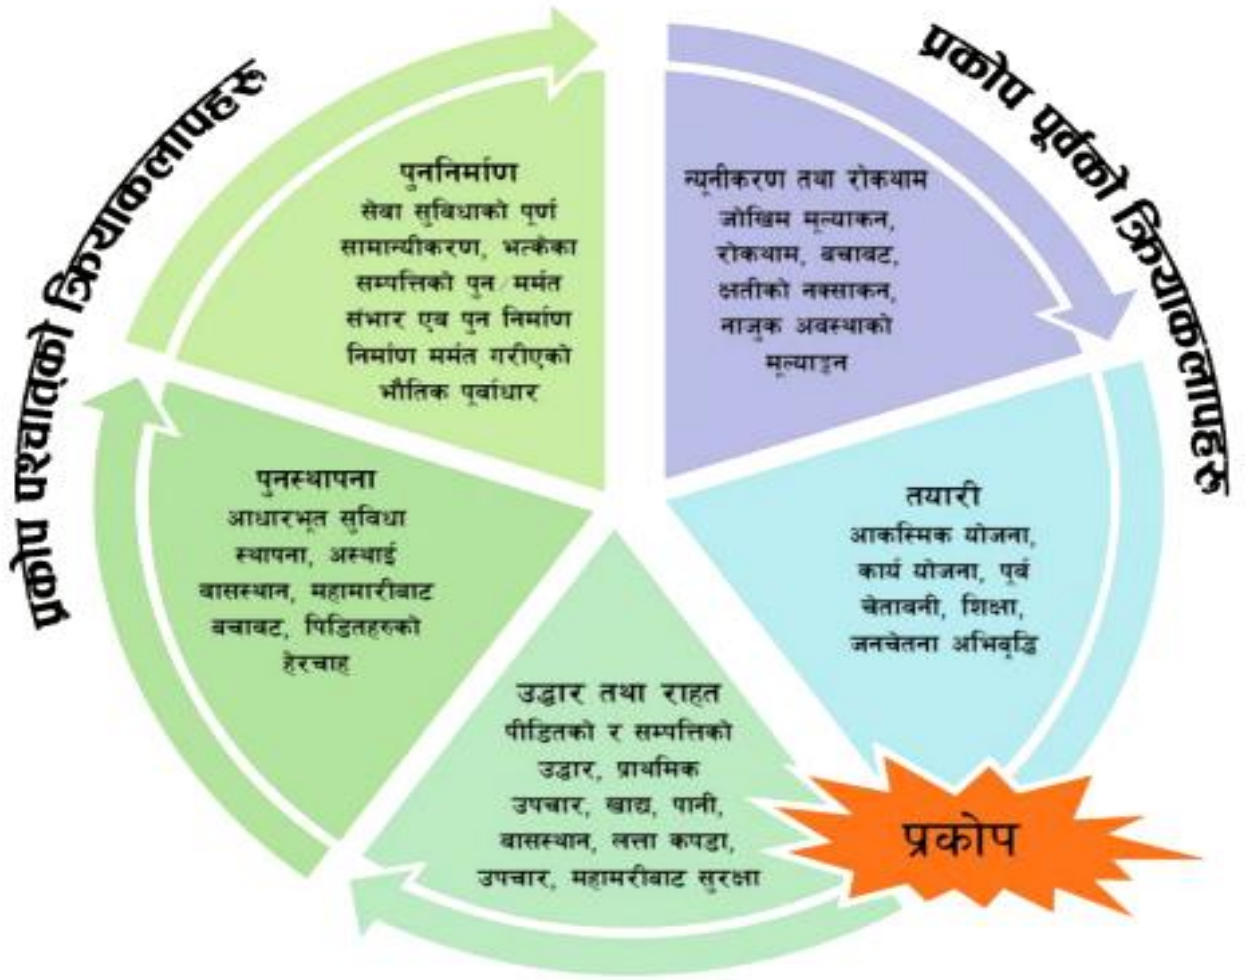 प्रकोप पूर्वको क्रियाकलापहरु
न्यूनीकरण तथा रोकथाम
जोखिम मूल्याकन,
रोकथाम, बचावट,
क्षतीको नक्साकन,
नाजुक अवस्थाको
मूल्याड्डन
तयारी
आकस्मिक योजना,
कार्य योजना, पूर्व
चेतावनी, शिक्षा,
जनचेतना अभिवृद्धि
प्रकोप
उद्धार तथा राहत
पीडितको र सम्पत्तिको
उद्धार, प्राथमिक
उपचार, खाद्य, पानी,
वासस्थान, लत्ता कपडा,
उपचार, महामरीबाट सुरक्षा
प्रकोप पश्चात्को क्रियाकलापहरु
पुनस्थापना
आधारभूत सुविधा
स्थापना, अस्थाई
वासस्थान, महामारीबाट
बचावट, पिडितहरुको
हेरचाह
पुननिर्माण
सेवा सुविधाको पूर्ण
सामान्यीकरण, भत्केका
सम्पत्तिको पुन/मर्मत
संभार एव पुन निर्माण
निर्माण मर्मत गरीएको
भौतिक पूर्वाधार